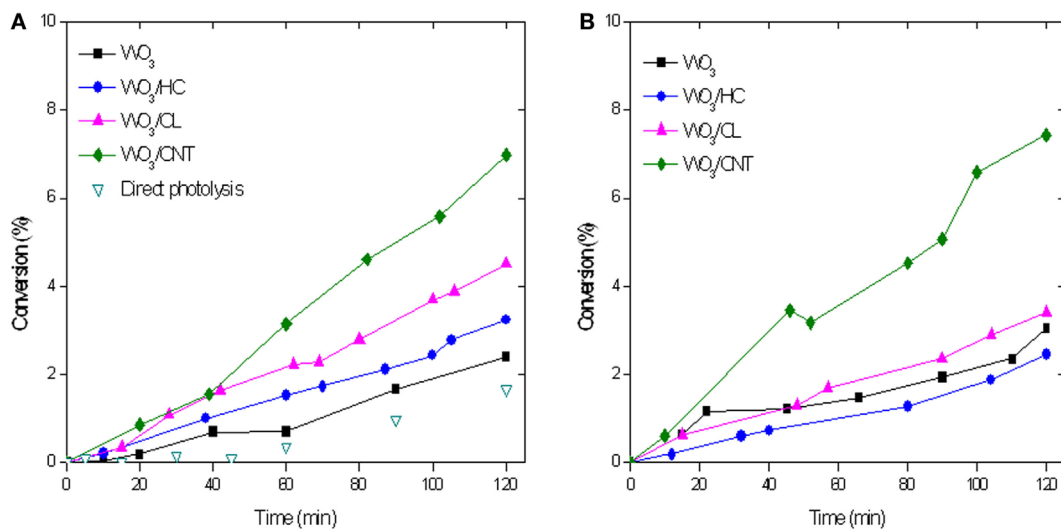 A
10
8
6
4
2
0
Conversion (%)
WO3
WO3/HC
WO3/CL
WO3/CNT
Direct photolysis
0 20 40 60 80 100 120
Time (min)
B
10
8
6
4
2
0
Conversion (%)
WO3
WO3/HC
WO3/CL
WO3/CNT
0 20 40 60 80 100 120
Time (min)